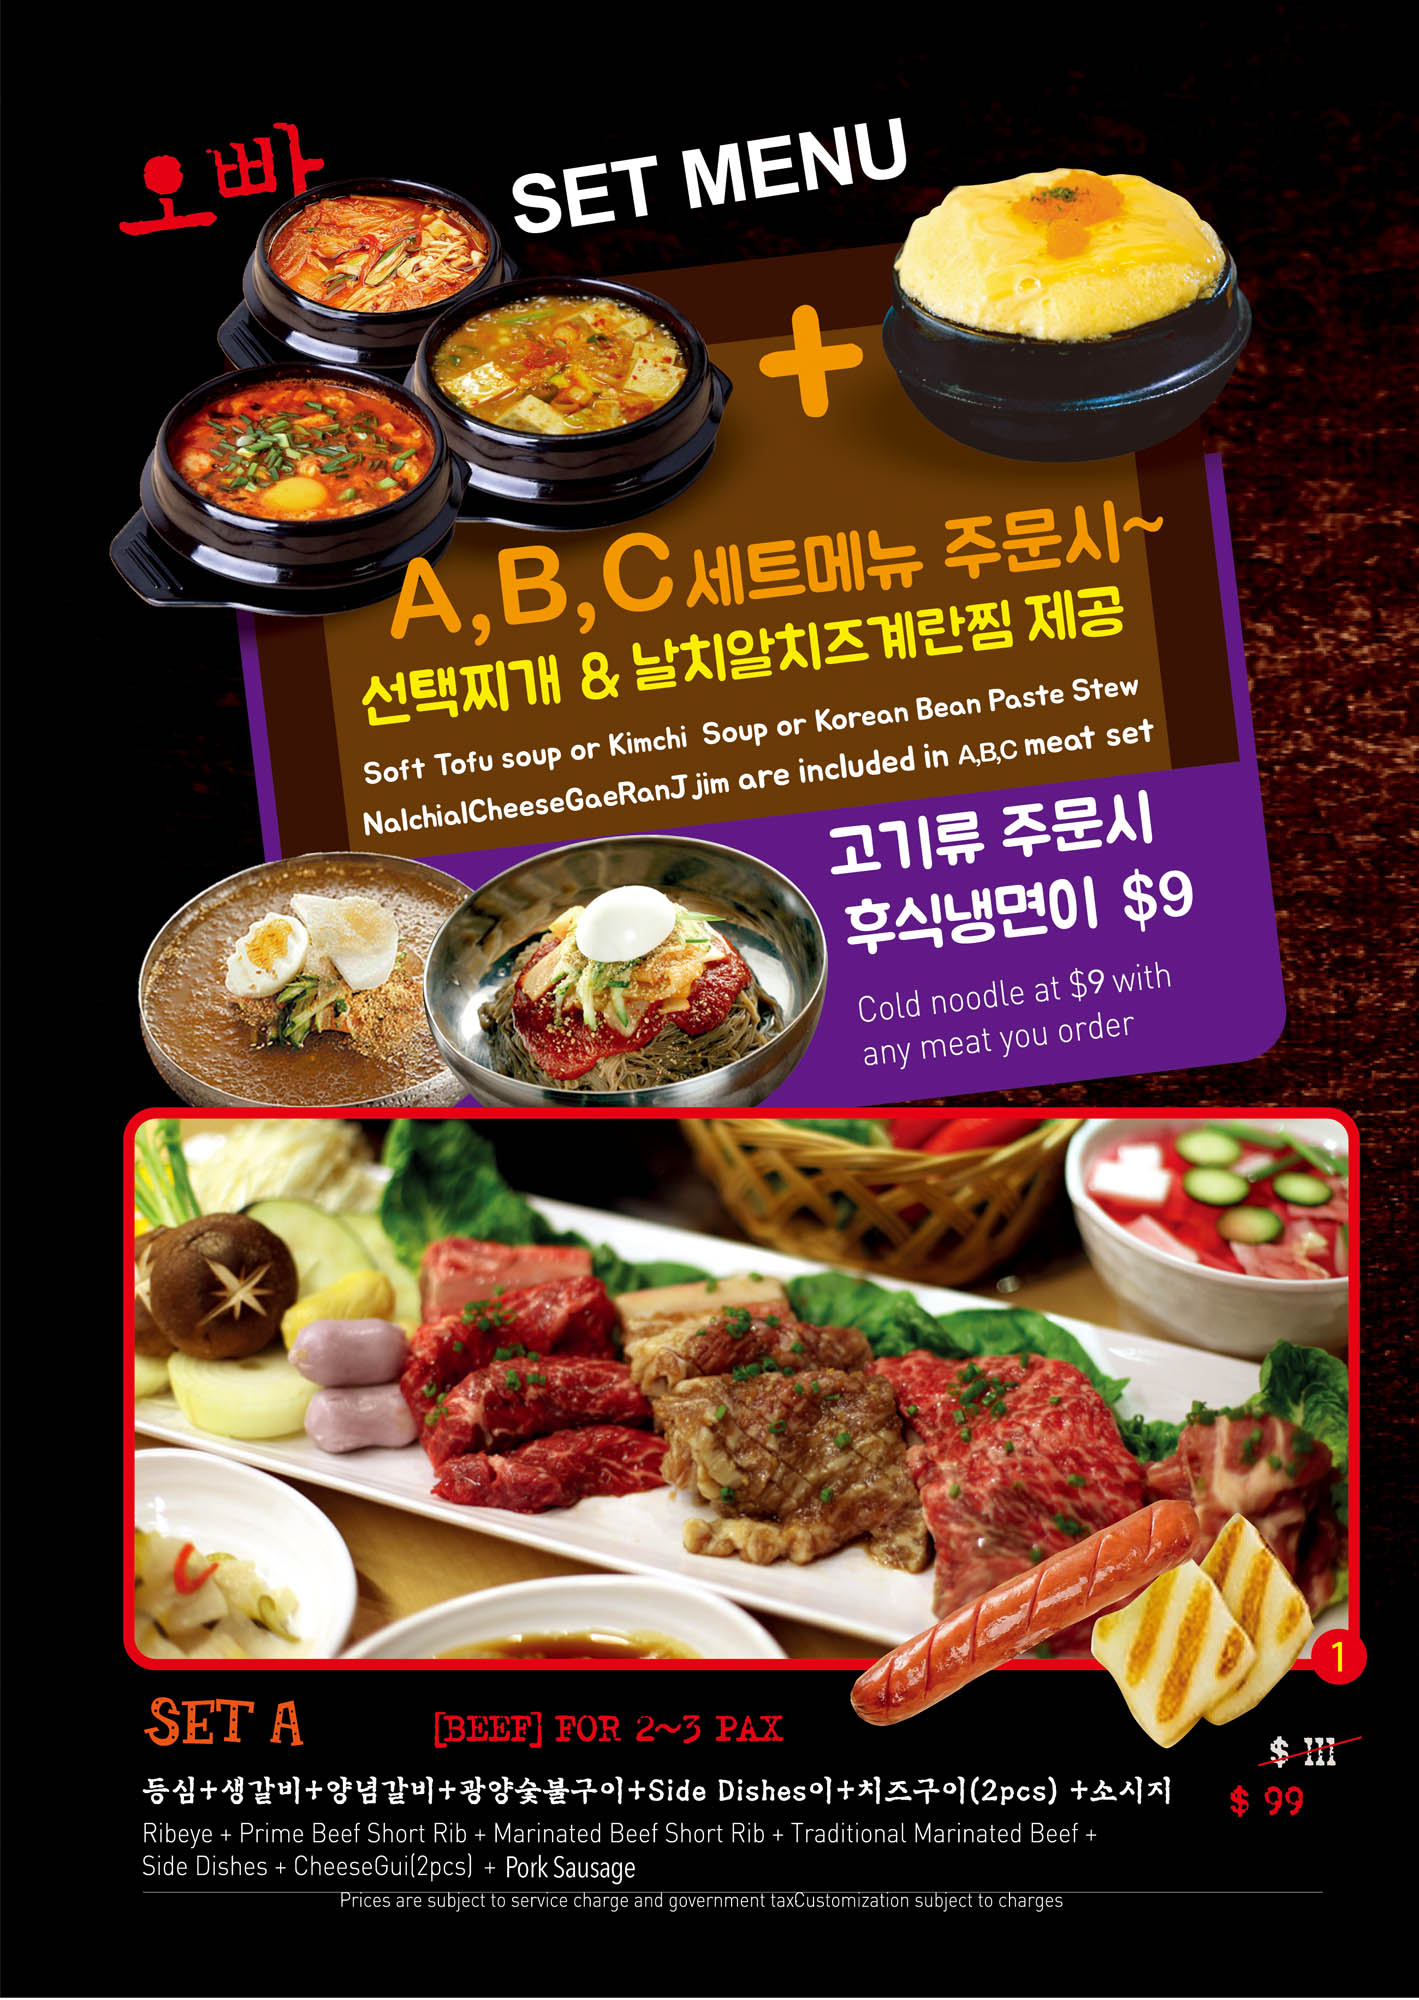 오빠
SET MENU
A,B,C세트메뉴 주문시~
선택찌개 & 날치알치즈계란찜 제공
Soft Tofu soup or Kimchi Soup or Korean Bean Paste Stew
NalchialCheeseGaeRanJjim are included in A,B,C meat set
고기류 주문시
후식냉면이 $9
Cold noodle at $9 with
any meat you order
1
SET A
[BEEF] FOR 2~3 PAX
$ 111
$ 99
등심+생갈비+양념갈비+광양숯불구이+Side Dishes이+치즈구이(2pcs) +소시지
Ribeye + Prime Beef Short Rib + Marinated Beef Short Rib + Traditional Marinated Beef +
Side Dishes + CheeseGui(2pcs) + Pork Sausage
Prices are subject to service charge and government taxCustomization subject to charges